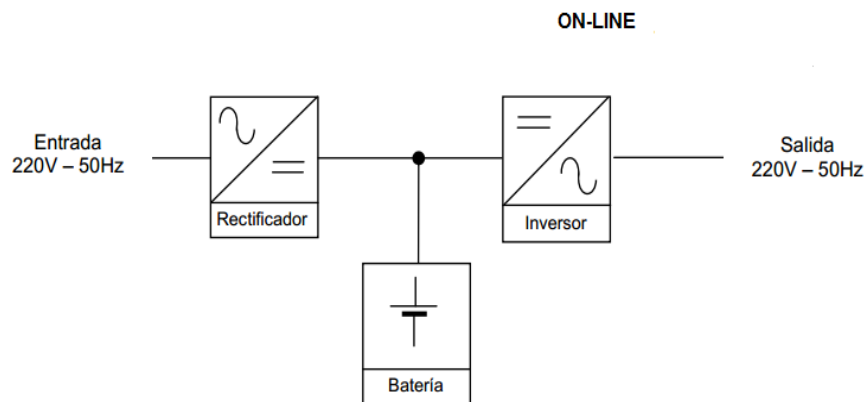 ON-LINE
Entrada
220V – 50Hz
Rectificador
Inversor
Salida
220V – 50Hz
Batería